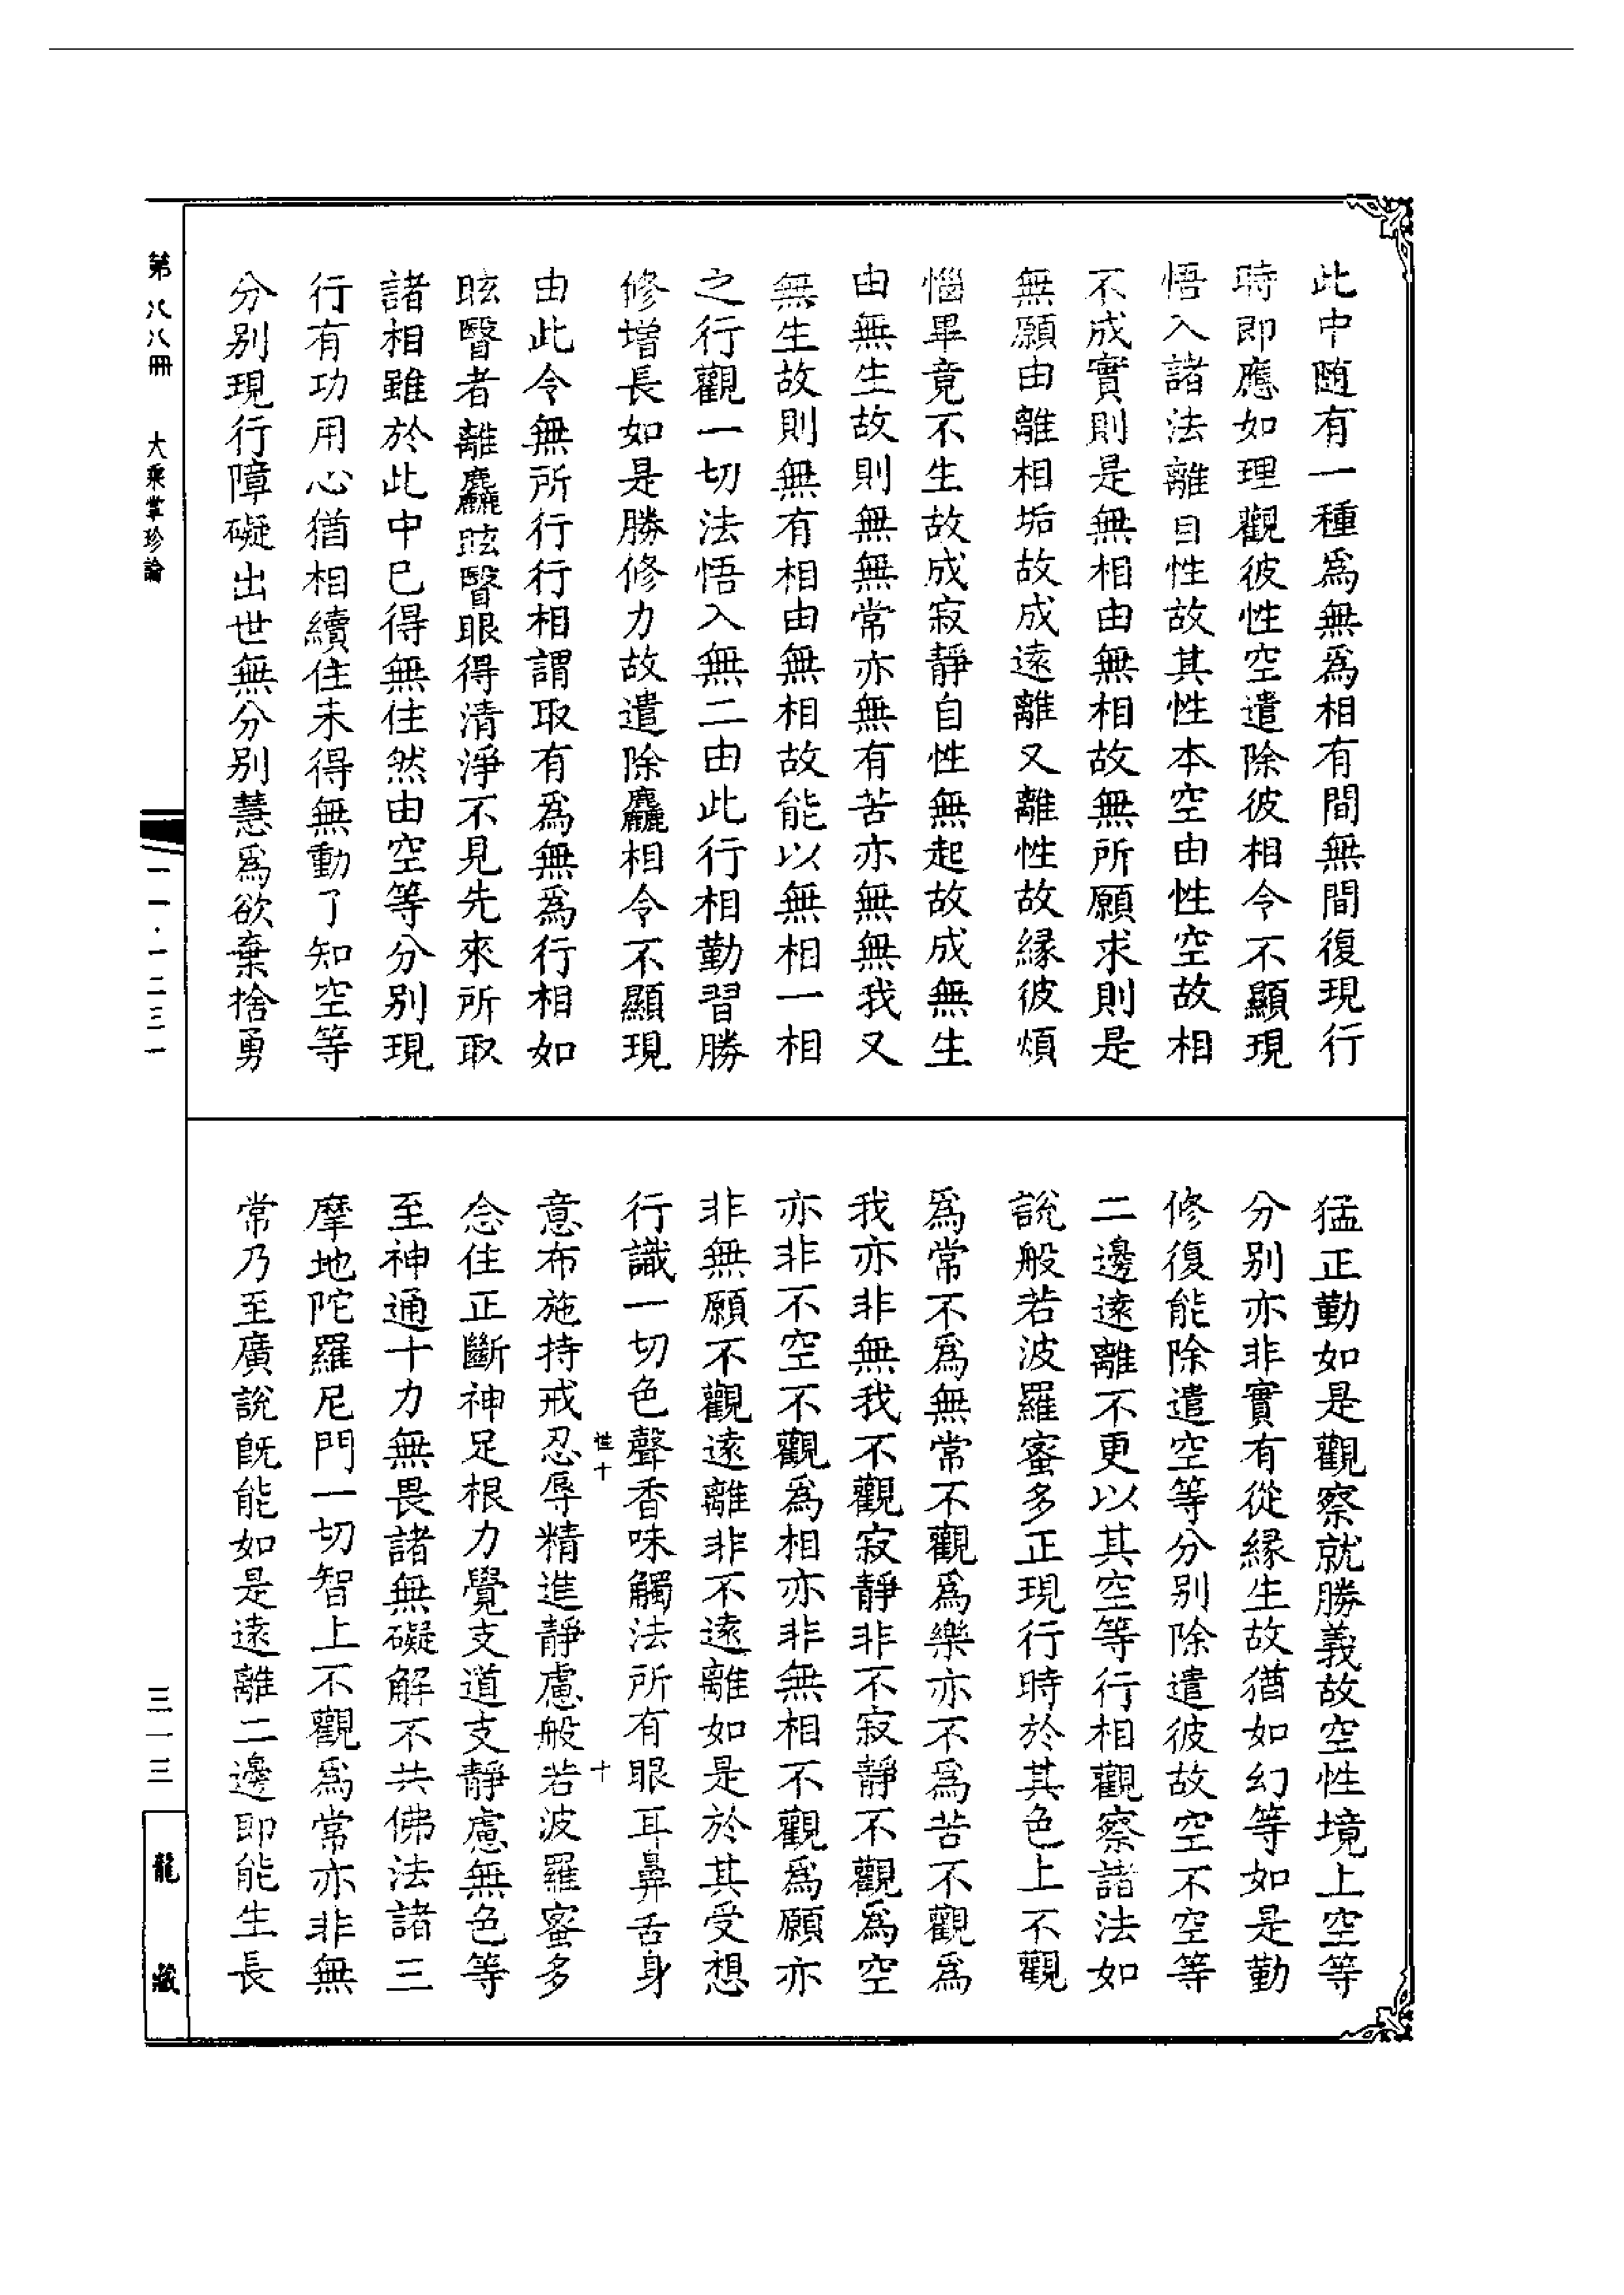 此中随有一種爲無爲相有間無間復現行
時即應如理觀彼性空遣除彼相令不顯現
悟入諸法離自性故其性本空由性空故相
不成實則是無相由無相故無所願求則是
無願由離相垢故成遠離又離性故緣彼煩
惱畢竟不生故成寂靜自性無起故成無生
由無生故則無無常亦無有苦亦無無我又
無生故則無有相由無相故能以無相一相
之行觀一切法悟入無二由此行相勤習勝
修增長如是勝修力故遣除麤相令不顯現
由此令無所行行相謂取有爲無爲行相如
眩瞖者離麤眩瞖眼得清淨不見先來所取
諸相雖於此中已得無住然由空等分別現
行有功用心猶相續住未得無動了知空等
分別現行障礙出世無分別慧爲欲棄捨勇
猛正勤如是觀察就勝義故空性境上空等
分別亦非實有從緣生故猶如幻等如是勤
修復能除遣空等分別除遣彼故空不空等
二邊遠離不更以其空等行相觀察諸法如
說般若波羅蜜多正現行時於其色上不觀
爲常不爲無常不觀爲樂亦不爲苦不觀爲
我亦非無我不觀寂靜非不寂靜不觀爲空
亦非不空不觀爲相亦非無相不觀爲願亦
非無願不觀遠離非不遠離如是於其受想
行識一切色聲香味觸法所有眼耳鼻舌身
十
意布施持戒忍辱精進靜慮般若波羅蜜多
念住正斷神足根力覺支道支靜慮無色等
至神通十力無畏諸無礙解不共佛法諸三
摩地陀羅尼門一切智上不觀爲常亦非無
常乃至廣說既能如是遠離二邊即能生長
第八八冊
大乘掌珍論
一一·一二三一
三一三
龍藏